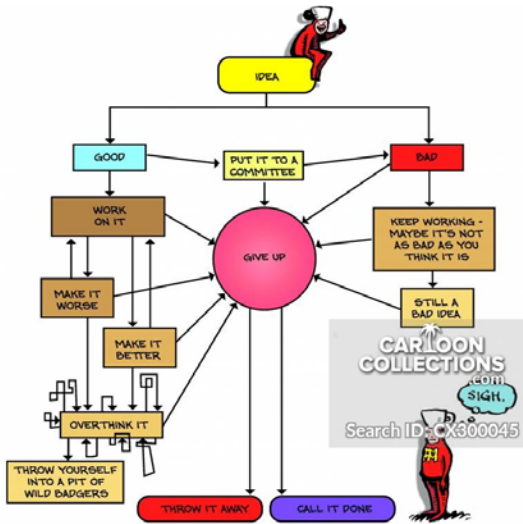 IDEA
GOOD
PUT IT TO A
COMMITTEE
BAD
WORK
ON IT
KEEP WORKING -
MAYBE IT'S NOT
AS BAD AS YOU
THINK IT IS
GIVE UP
MAKE IT
WORSE
STILL A
BAD IDEA
MAKE IT
BETTER
CARTOON
COLLECTIONS
.com
SIGH.
OVERTHINK IT
Search ID: CX300045
THROW YOURSELF
INTO A PIT OF
WILD BADGERS
THROW IT AWAY
CALL IT DONE